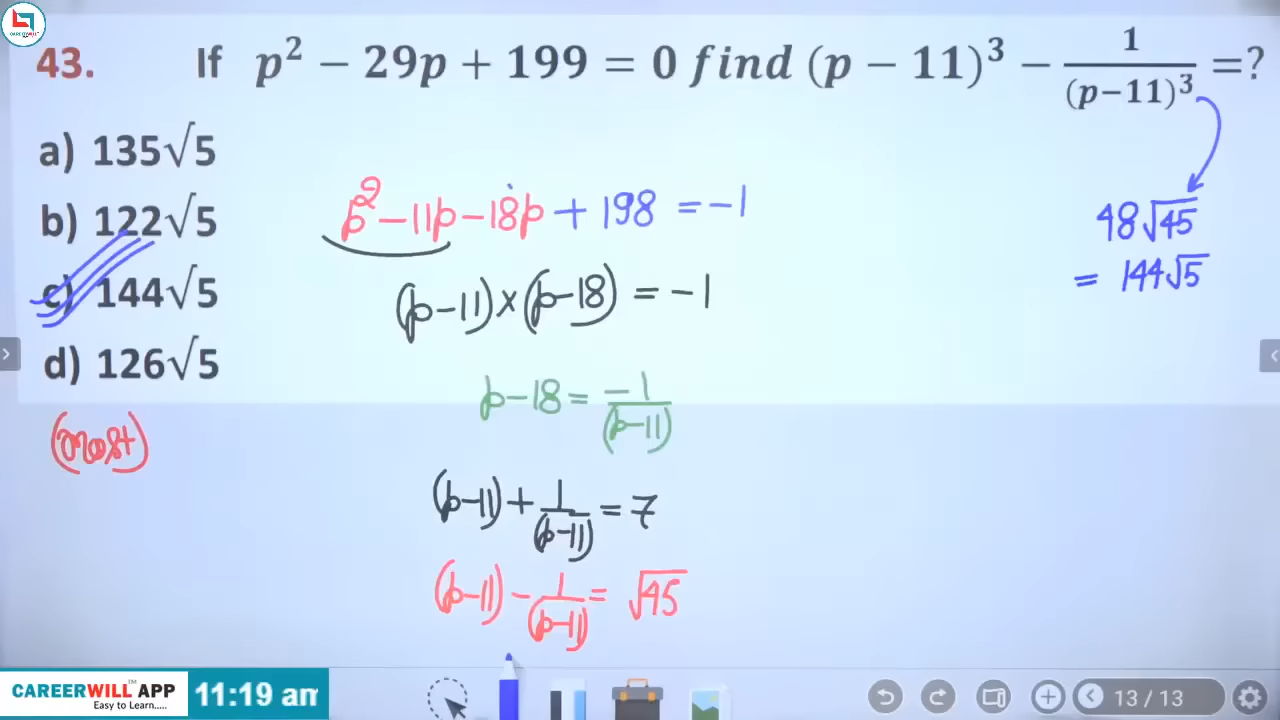 CAREERWILL
43. If p² − 29p + 199 = 0 find (p − 11)³ − 1/(p−11)³ =?
a) 135√5
b) 122√5
c) 144√5
d) 126√5
p² − 11p − 18p + 198 = −1
(p−11)×(p−18) = −1
p−18 = −1/(p−11)
(p−11) + 1/(p−11) = 7
(p−11) − 1/(p−11) = √45
48√45
= 144√5
CAREERWILL™ APP
Easy to Learn.....
11:19 am
13 / 13